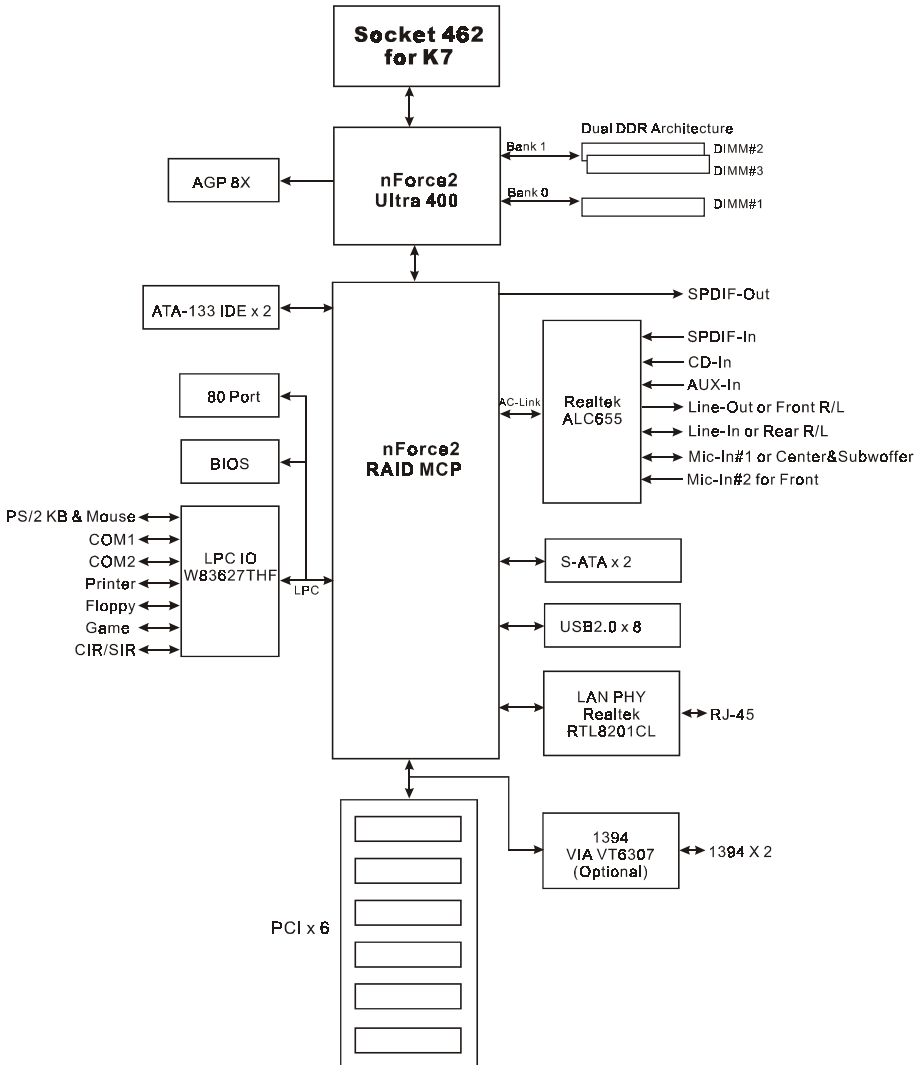 Socket 462
for K7
Dual DDR Architecture
Bank 1
DIMM#2
DIMM#3
AGP 8X
nForce2
Ultra 400
Bank 0
DIMM#1
SPDIF-Out
ATA-133 IDE x 2
SPDIF-In
CD-In
AUX-In
80 Port
AC-Link
Realtek
ALC655
Line-Out or Front R/L
Line-In or Rear R/L
nForce2
RAID MCP
BIOS
Mic-In#1 or Center&Subwoffer
Mic-In#2 for Front
PS/2 KB & Mouse
COM1
COM2
Printer
Floppy
Game
CIR/SIR
LPC IO
W83627THF
LPC
S-ATA x 2
USB2.0 x 8
LAN PHY
Realtek
RTL8201CL
RJ-45
1394
VIA VT6307
(Optional)
1394 X 2
PCI x 6